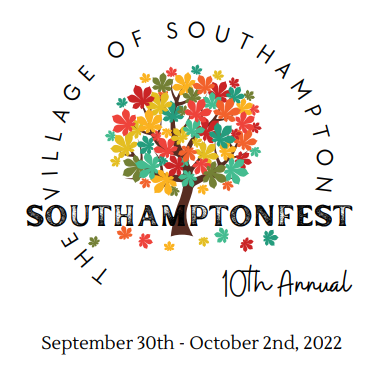 THE VILLAGE OF SOUTHAMPTON
SOUTHAMPTONFEST
10th Annual
September 30th - October 2nd, 2022